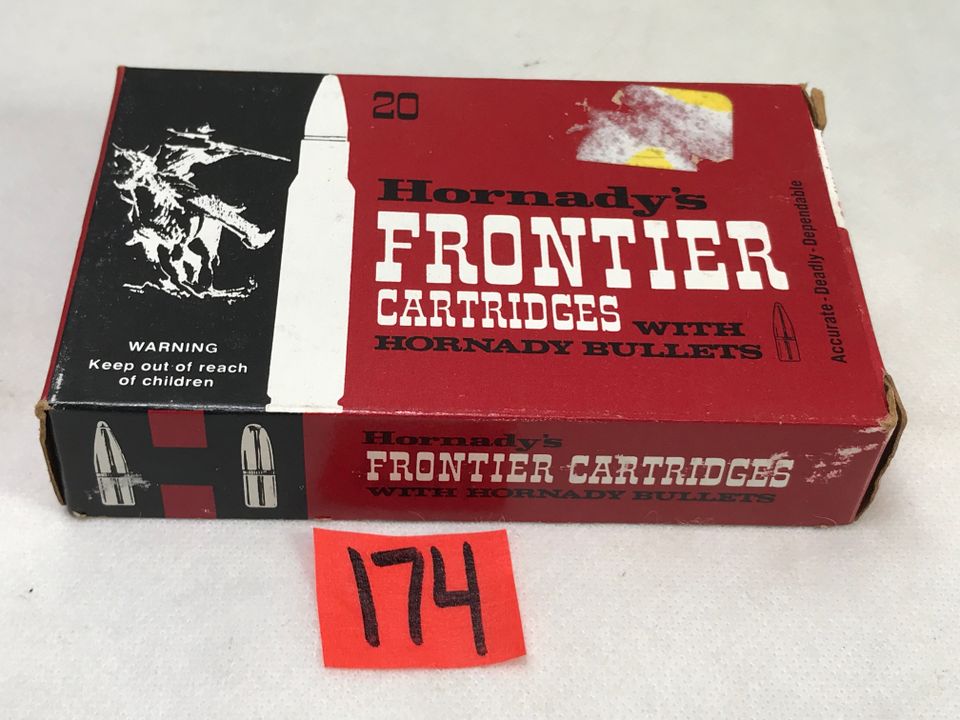 20
Hornady's
FRONTIER
CARTRIDGES WITH
HORNADY BULLETS
Accurate - Deadly - Dependable
WARNING
Keep out of reach
of children
Hornady's
FRONTIER CARTRIDGES
WITH HORNADY BULLETS
174